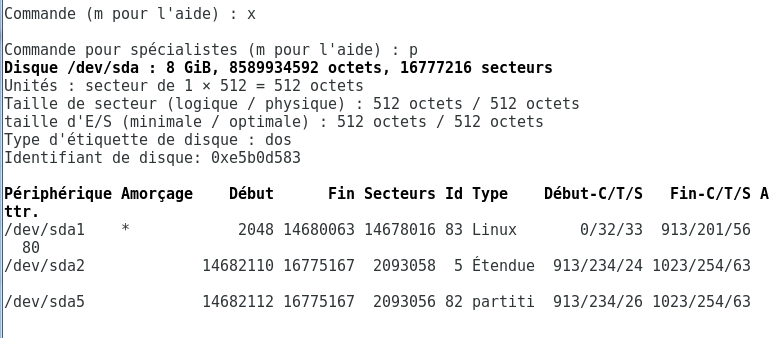 Commande (m pour l'aide) : x
Commande pour spécialistes (m pour l'aide) : p
Disque /dev/sda : 8 GiB, 8589934592 octets, 16777216 secteurs
Unités : secteur de 1 × 512 = 512 octets
Taille de secteur (logique / physique) : 512 octets / 512 octets
taille d'E/S (minimale / optimale) : 512 octets / 512 octets
Type d'étiquette de disque : dos
Identifiant de disque: 0xe5b0d583
Périphérique Amorçage    Début      Fin Secteurs Id Type    Début-C/T/S   Fin-C/T/S A
ttr.
/dev/sda1    *            2048 14680063 14678016 83 Linux       0/32/33  913/201/56
  80
/dev/sda2             14682110 16775167  2093058  5 Étendue  913/234/24 1023/254/63
/dev/sda5             14682112 16775167  2093056 82 partiti  913/234/26 1023/254/63